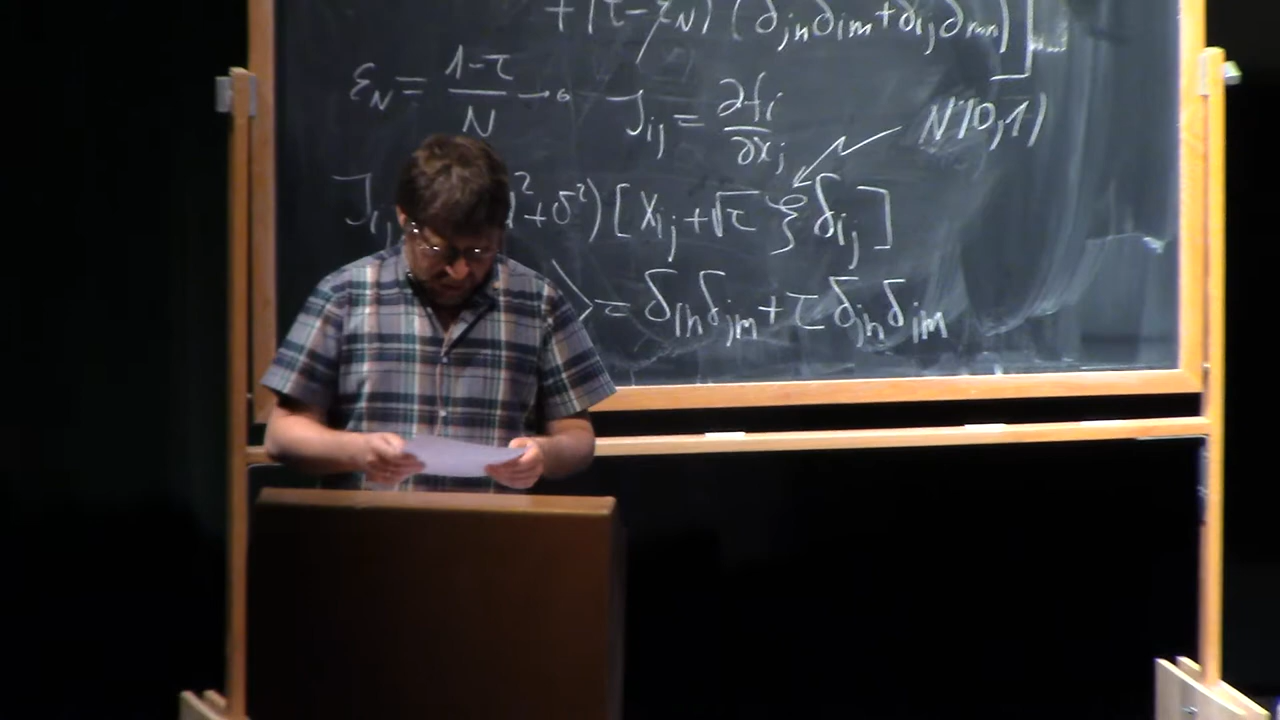 + (τ-ε_N) (δ_jn δ_im + δ_ij δ_mn) ]
ε_N = (1-τ)/N → 0 J_ij = ∂f_i/∂x_j N(0,1)
J_ij ²+δ²) [ X_ij + √τ ξ δ_ij ]
⟩ = δ_in δ_jm + τ δ_jn δ_im